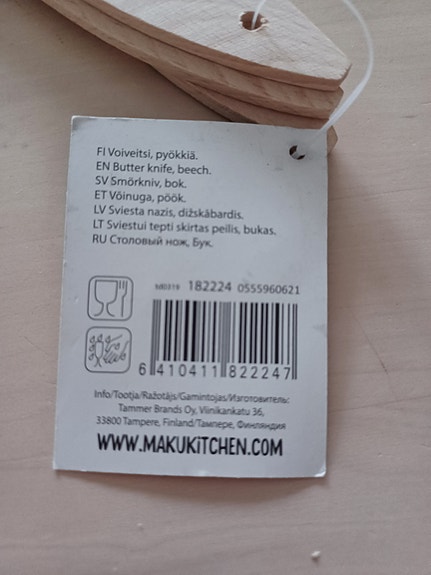 FI Voiveitsi, pyökkiä.
EN Butter knife, beech.
SV Smörkniv, bok.
ET Võinuga, pöök.
LV Sviesta nazis, dižskābardis.
LT Sviestui tepti skirtas peilis, bukas.
RU Столовый нож, Бук.
sd0319 182224 0555960621
6 410411 822247
Info/Tootja/Ražotājs/Gamintojas/Изготовитель:
Tammer Brands Oy, Viinikankatu 36,
33800 Tampere, Finland/Тампере, Финляндия
WWW.MAKUKITCHEN.COM